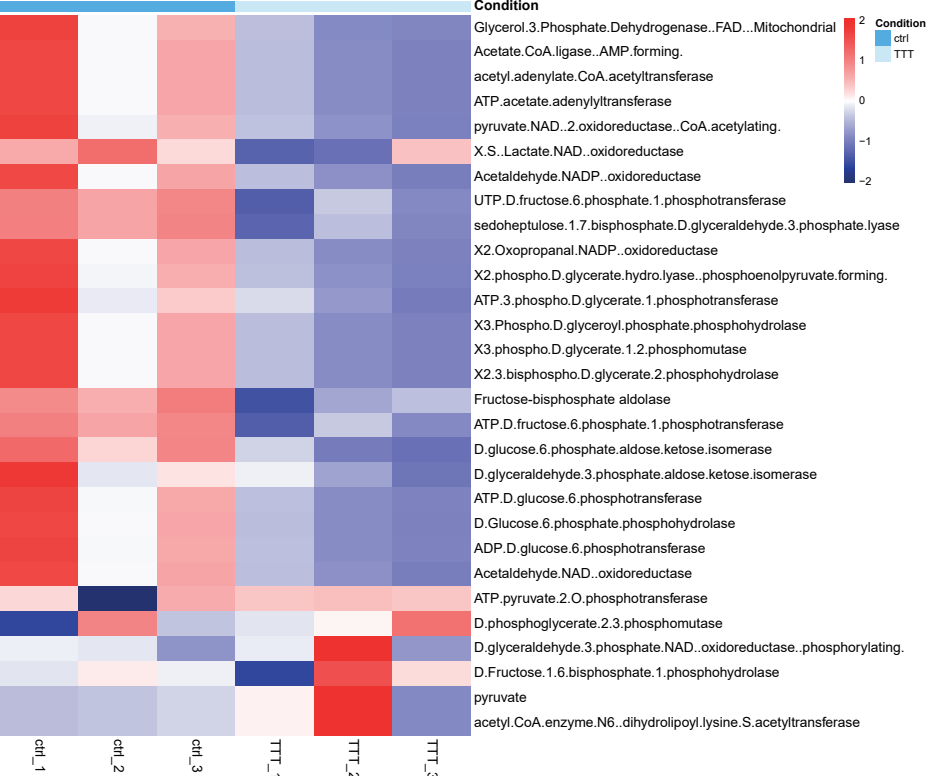 Condition
Glycerol.3.Phosphate.Dehydrogenase..FAD...Mitochondrial
Acetate.CoA.ligase..AMP.forming.
acetyl.adenylate.CoA.acetyltransferase
ATP.acetate.adenylyltransferase
pyruvate.NAD..2.oxidoreductase..CoA.acetylating.
X.S..Lactate.NAD..oxidoreductase
Acetaldehyde.NADP..oxidoreductase
UTP.D.fructose.6.phosphate.1.phosphotransferase
sedoheptulose.1.7.bisphosphate.D.glyceraldehyde.3.phosphate.lyase
X2.Oxopropanal.NADP..oxidoreductase
X2.phospho.D.glycerate.hydro.lyase..phosphoenolpyruvate.forming.
ATP.3.phospho.D.glycerate.1.phosphotransferase
X3.Phospho.D.glyceroyl.phosphate.phosphohydrolase
X3.phospho.D.glycerate.1.2.phosphomutase
X2.3.bisphospho.D.glycerate.2.phosphohydrolase
Fructose-bisphosphate aldolase
ATP.D.fructose.6.phosphate.1.phosphotransferase
D.glucose.6.phosphate.aldose.ketose.isomerase
D.glyceraldehyde.3.phosphate.aldose.ketose.isomerase
ATP.D.glucose.6.phosphotransferase
D.Glucose.6.phosphate.phosphohydrolase
ADP.D.glucose.6.phosphotransferase
Acetaldehyde.NAD..oxidoreductase
ATP.pyruvate.2.O.phosphotransferase
D.phosphoglycerate.2.3.phosphomutase
D.glyceraldehyde.3.phosphate.NAD..oxidoreductase..phosphorylating.
D.Fructose.1.6.bisphosphate.1.phosphohydrolase
pyruvate
acetyl.CoA.enzyme.N6..dihydrolipoyl.lysine.S.acetyltransferase
2
1
0
−1
−2
Condition
ctrl
TTT
ctrl_1
ctrl_2
ctrl_3
TTT_
TTT_2
TTT_3